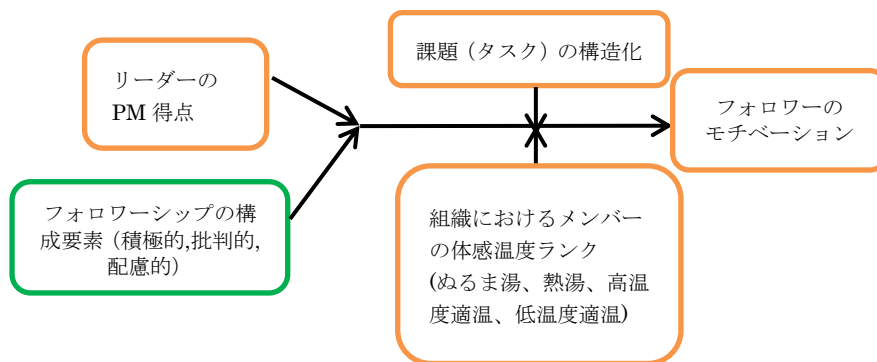 課題（タスク）の構造化
リーダーの
PM 得点
フォロワーの
モチベーション
フォロワーシップの構
成要素（積極的,批判的,
配慮的）
組織におけるメンバー
の体感温度ランク
(ぬるま湯、熱湯、高温
度適温、低温度適温)